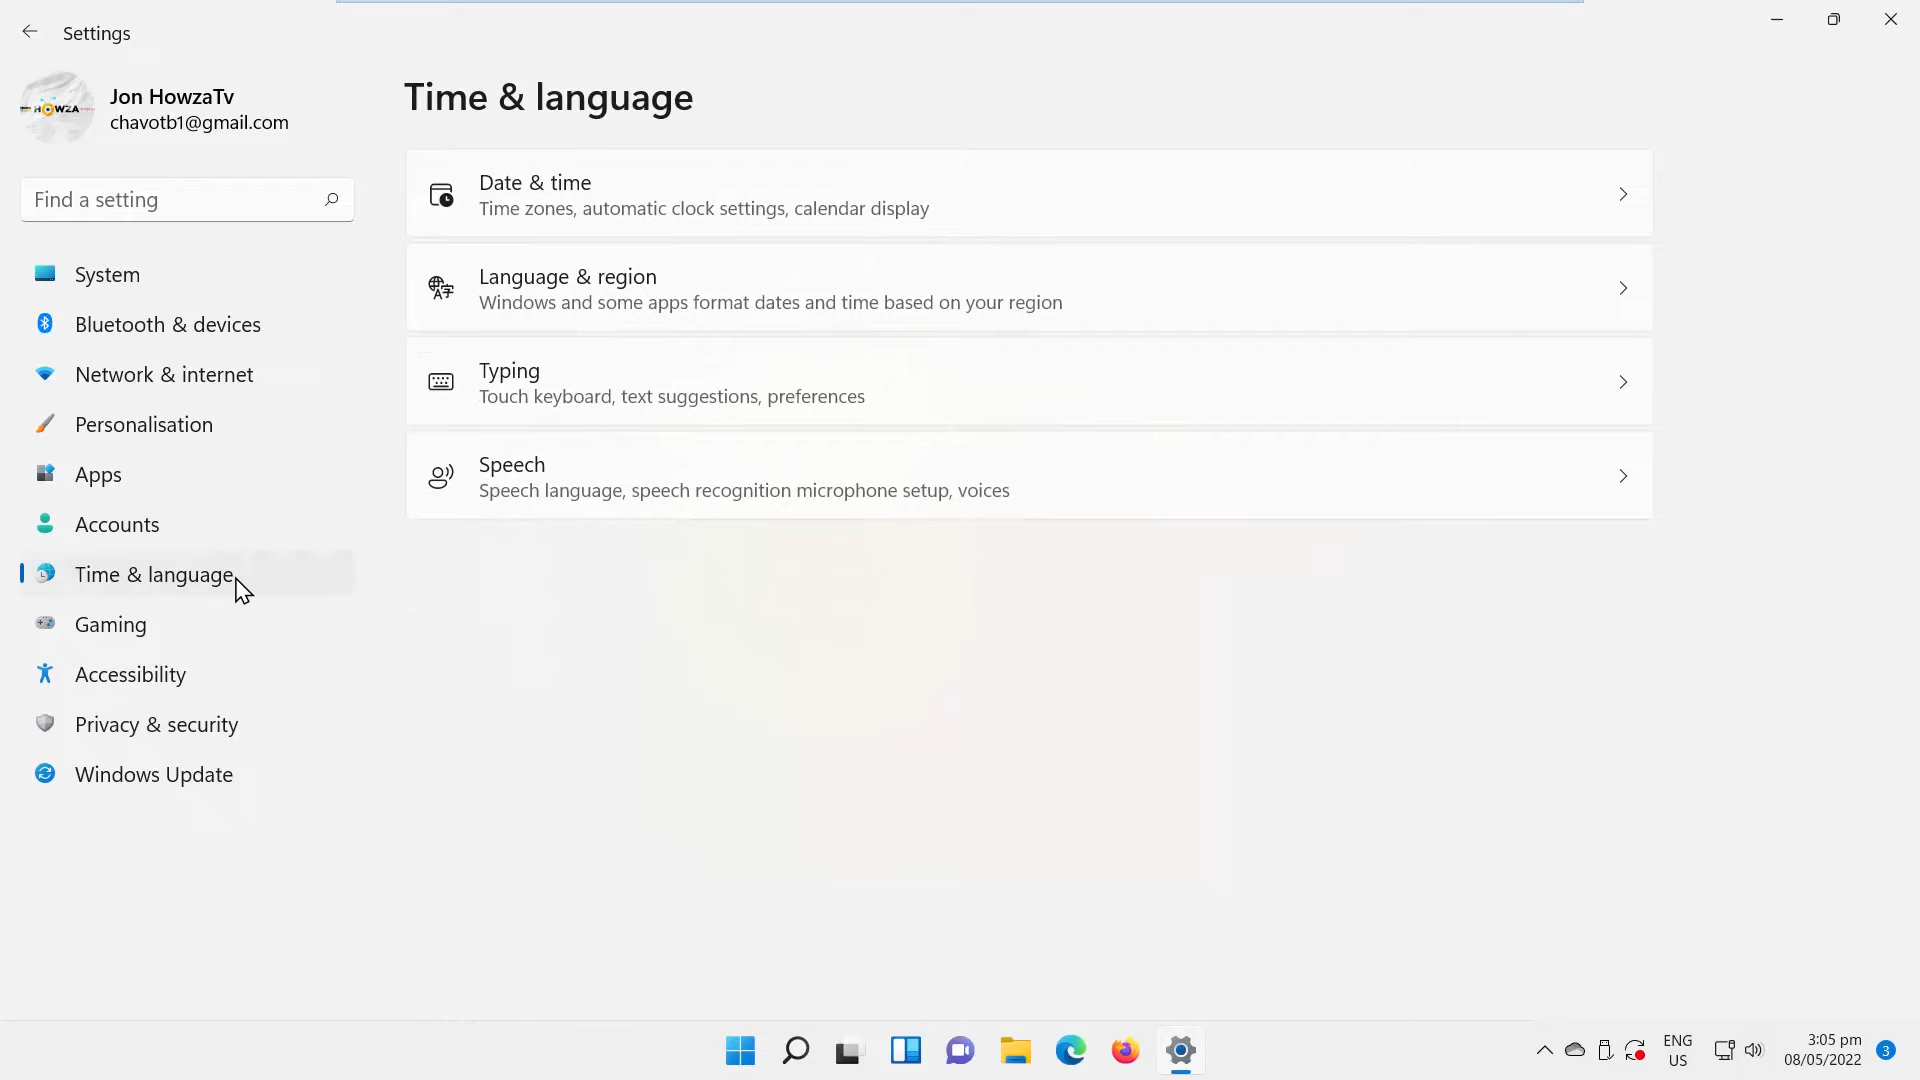 Settings
Jon HowzaTv
chavotb1@gmail.com
HOWZA
Find a setting
System
Bluetooth & devices
Network & internet
Personalisation
Apps
Accounts
Time & language
Gaming
Accessibility
Privacy & security
Windows Update
Time & language
Date & time
Time zones, automatic clock settings, calendar display
Language & region
Windows and some apps format dates and time based on your region
Typing
Touch keyboard, text suggestions, preferences
Speech
Speech language, speech recognition microphone setup, voices
ENG
US
3:05 pm
08/05/2022
3